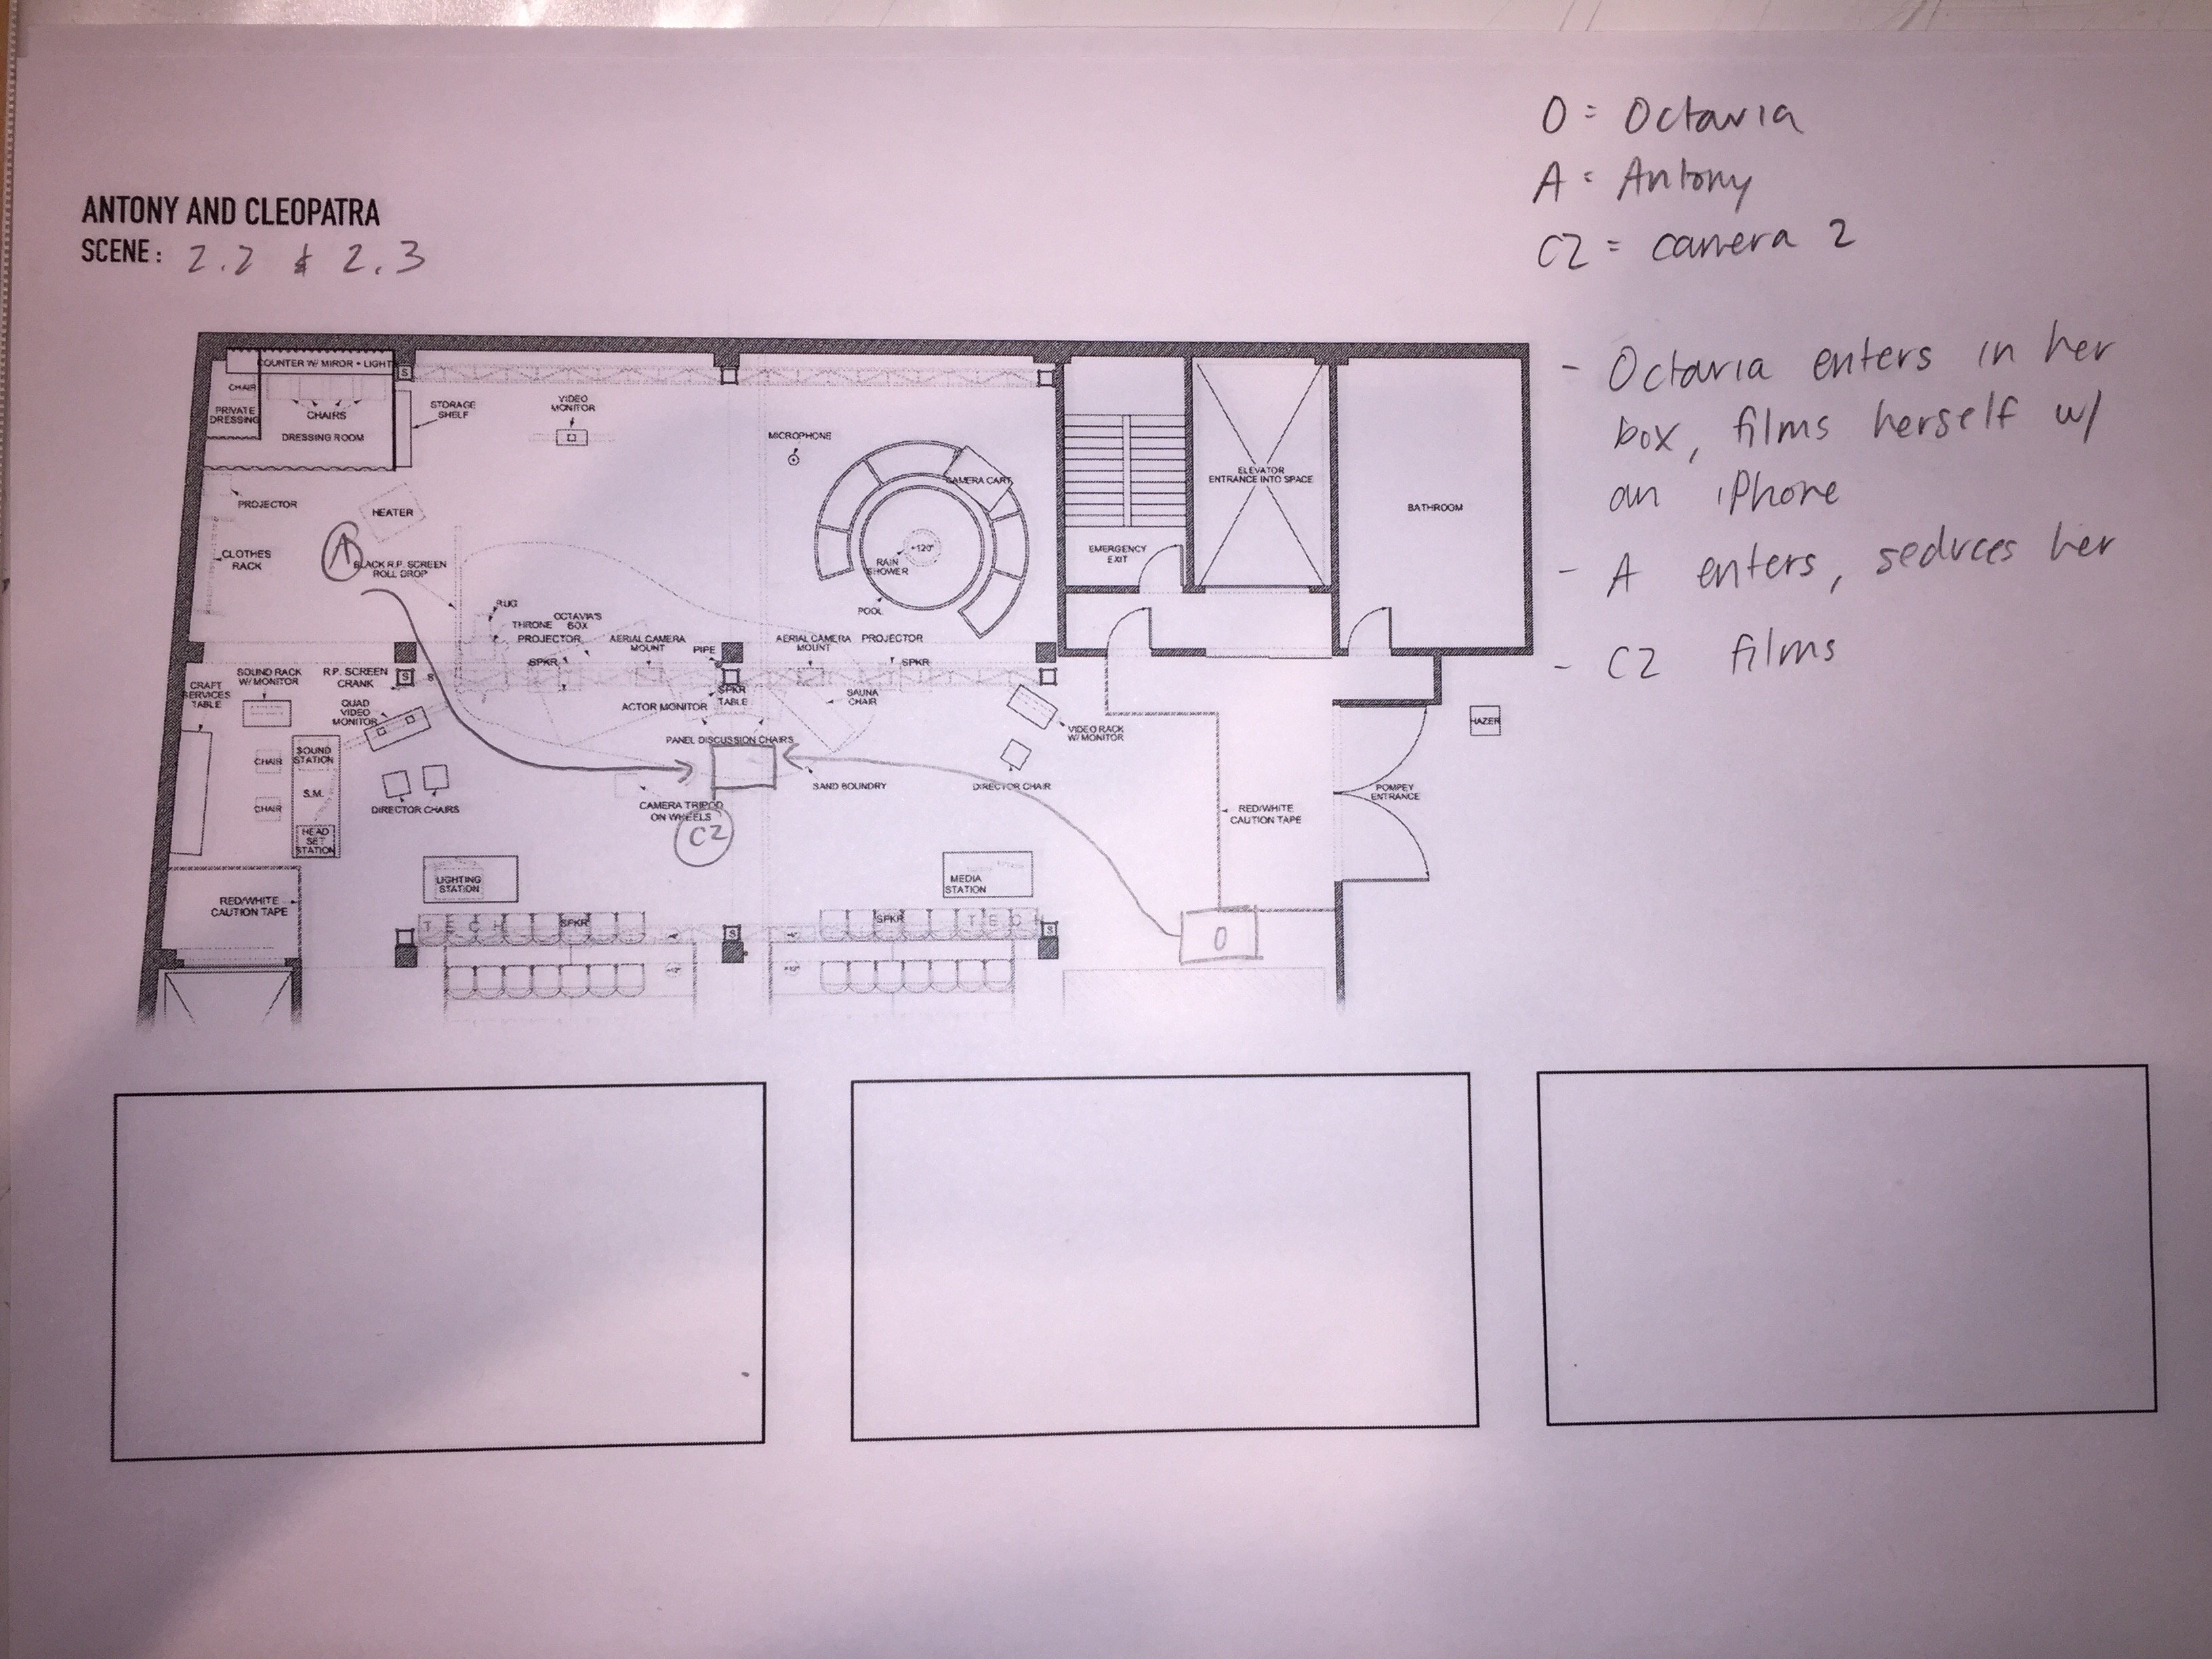 O = Octavia
A = Antony
C2 = camera 2
ANTONY AND CLEOPATRA
SCENE: 2.2 & 2.3
- Octavia enters in her
box, films herself w/
an iPhone
- A enters, seduces her
- C2 films
COUNTER W/ MIROR + LIGHT
CHAIR
PRIVATE
DRESSING
CHAIRS
DRESSING ROOM
S
STORAGE
SHELF
VIDEO
MONITOR
MICROPHONE
CAMERA CART
ELEVATOR
ENTRANCE INTO SPACE
BATHROOM
PROJECTOR
HEATER
A
CLOTHES
RACK
BLACK R.P. SCREEN
ROLL DROP
+120"
RAIN
SHOWER
POOL
EMERGENCY
EXIT
RUG
THRONE
OCTAVIA'S
BOX
PROJECTOR
AERIAL CAMERA
MOUNT
PIPE
AERIAL CAMERA
MOUNT
PROJECTOR
SPKR
SPKR
CRAFT
SERVICES
TABLE
SOUND RACK
W/ MONITOR
R.P. SCREEN
CRANK
S
S
QUAD
VIDEO
MONITOR
ACTOR MONITOR
SPKR
TABLE
SAUNA
CHAIR
PANEL DISCUSSION CHAIRS
VIDEO RACK
W/ MONITOR
HAZER
CHAIR
SOUND
STATION
S.M.
CHAIR
HEAD
SET
STATION
DIRECTOR CHAIRS
CAMERA TRIPOD
ON WHEELS
C2
SAND BOUNDRY
DIRECTOR CHAIR
RED/WHITE
CAUTION TAPE
POMPEY
ENTRANCE
LIGHTING
STATION
MEDIA
STATION
RED/WHITE
CAUTION TAPE
TECH
SPKR
S
SPKR
TECH
S
O